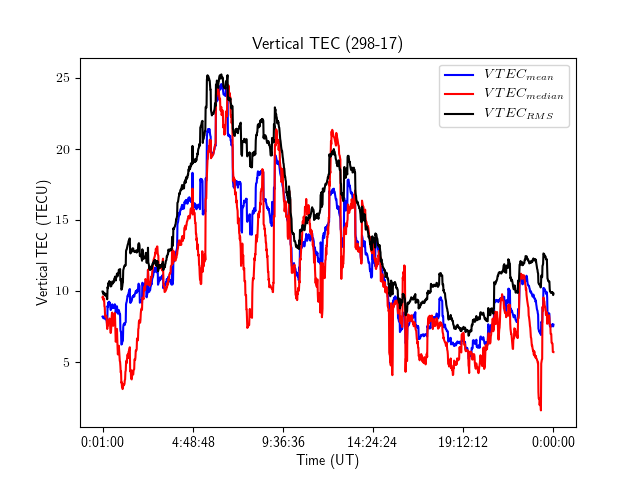 Vertical TEC (298-17)
VTEC_mean
VTEC_median
VTEC_RMS
Vertical TEC (TECU)
25
20
15
10
5
0:01:00 4:48:48 9:36:36 14:24:24 19:12:12 0:00:00
Time (UT)